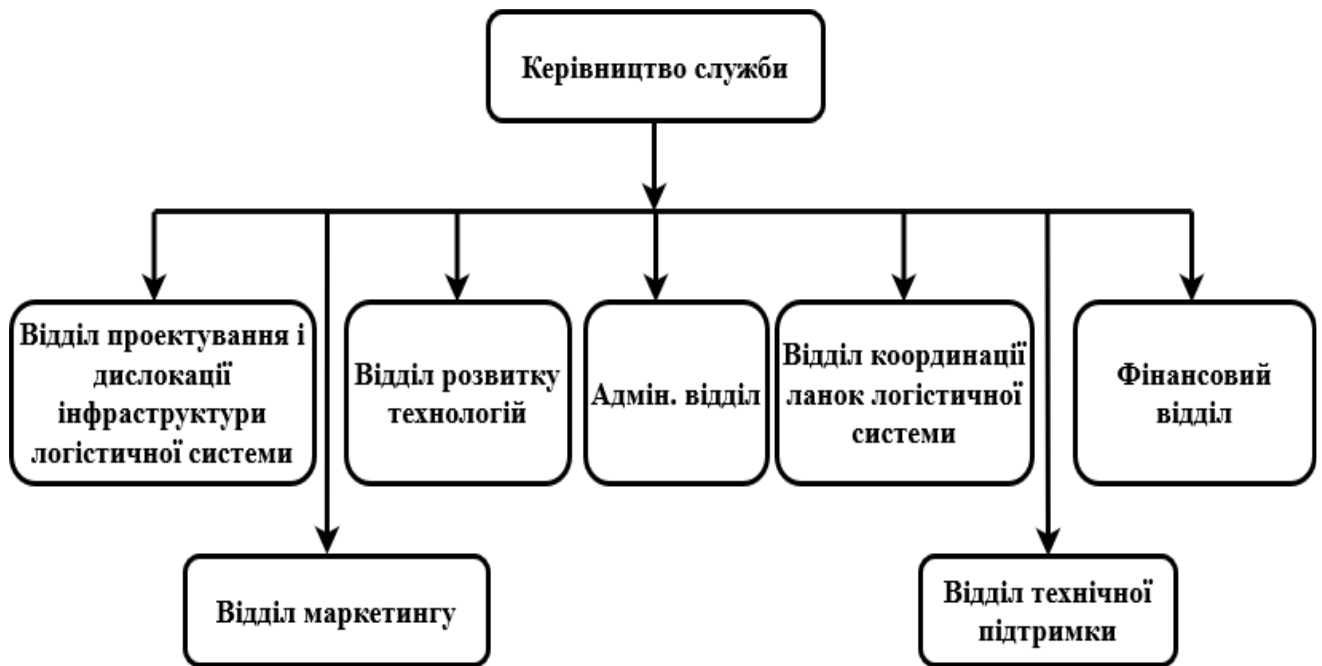 Керівництво служби
Відділ проектування і
дислокації
інфраструктури
логістичної системи
Відділ розвитку
технологій
Адмін. відділ
Відділ координації
ланок логістичної
системи
Фінансовий
відділ
Відділ маркетингу
Відділ технічної
підтримки